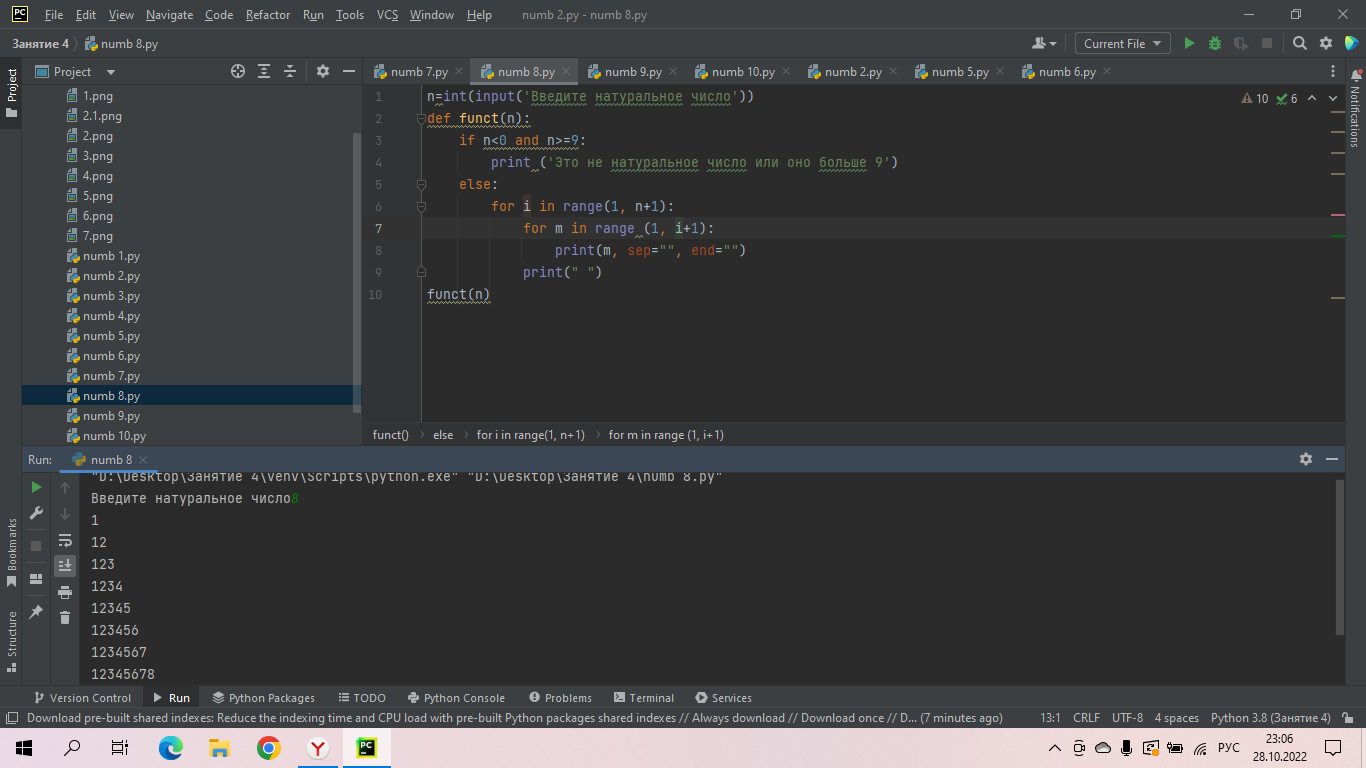 File Edit View Navigate Code Refactor Run Tools VCS Window Help numb 2.py - numb 8.py
Занятие 4 numb 8.py Current File
Project numb 7.py numb 8.py numb 9.py numb 10.py numb 2.py numb 5.py numb 6.py
Project
Notifications
1.png
2.1.png
2.png
3.png
4.png
5.png
6.png
7.png
numb 1.py
numb 2.py
numb 3.py
numb 4.py
numb 5.py
numb 6.py
numb 7.py
numb 8.py
numb 9.py
numb 10.py
10 6
1 n=int(input('Введите натуральное число'))
2 def funct(n):
3 if n<0 and n>=9:
4 print ('Это не натуральное число или оно больше 9')
5 else:
6 for i in range(1, n+1):
7 for m in range (1, i+1):
8 print(m, sep="", end="")
9 print(" ")
10 funct(n)
funct() › else › for i in range(1, n+1) › for m in range (1, i+1)
Run: numb 8
"D:\Desktop\Занятие 4\venv\Scripts\python.exe" "D:\Desktop\Занятие 4\numb 8.py"
Введите натуральное число8
1
12
123
1234
12345
123456
1234567
12345678
Bookmarks
Structure
Version Control Run Python Packages TODO Python Console Problems Terminal Services
Download pre-built shared indexes: Reduce the indexing time and CPU load with pre-built Python packages shared indexes // Always download // Download once // D... (7 minutes ago) 13:1 CRLF UTF-8 4 spaces Python 3.8 (Занятие 4)
РУС 23:06
28.10.2022